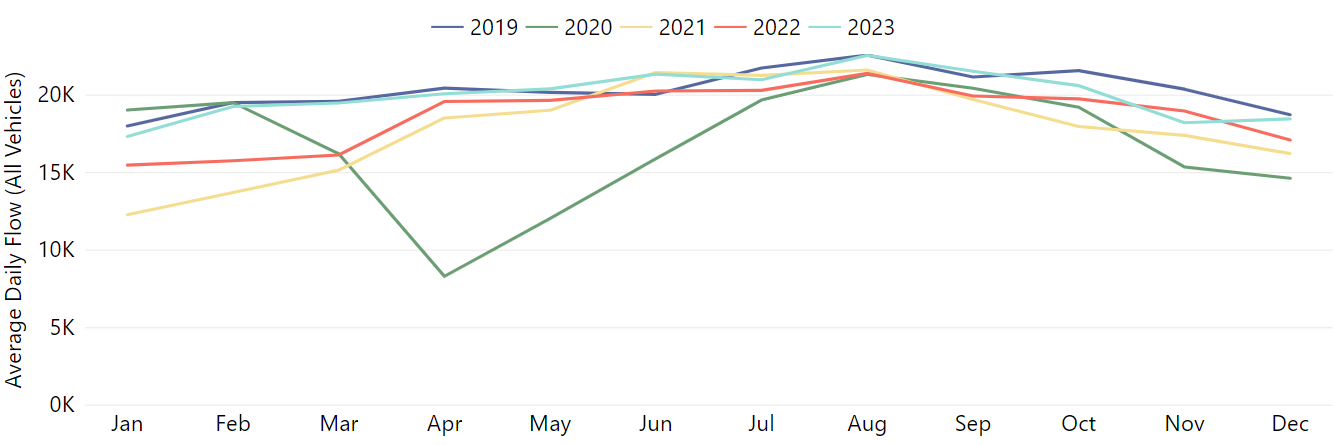 2019 2020 2021 2022 2023
Average Daily Flow (All Vehicles)
20K
15K
10K
5K
0K
Jan Feb Mar Apr May Jun Jul Aug Sep Oct Nov Dec